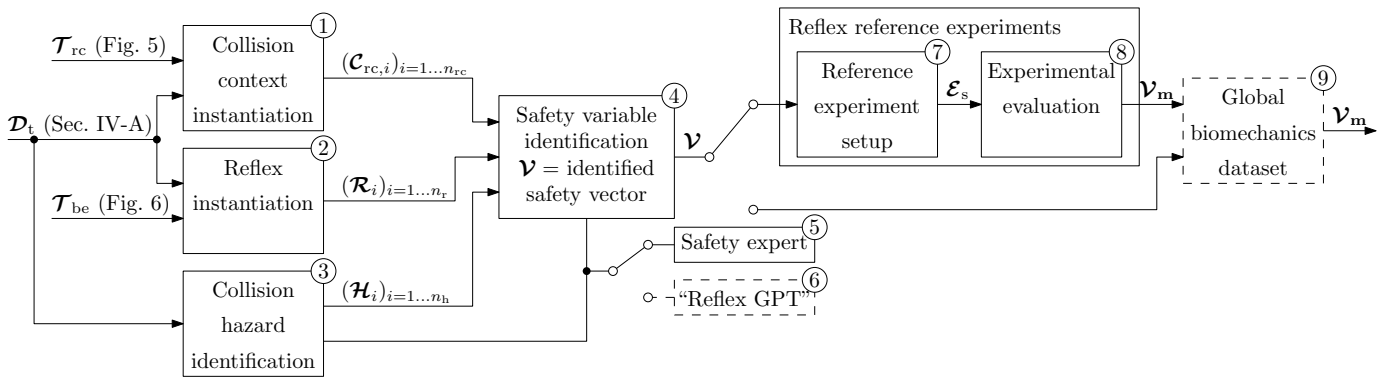 𝓣rc (Fig. 5)
𝓓t (Sec. IV-A)
𝓣be (Fig. 6)
1
Collision
context
instantiation
2
Reflex
instantiation
3
Collision
hazard
identification
(𝓒rc,i)i=1...nrc
(𝓡i)i=1...nr
(𝓗i)i=1...nh
4
Safety variable
identification
𝓥 = identified
safety vector
𝓥
5
Safety expert
6
“Reflex GPT”
Reflex reference experiments
7
Reference
experiment
setup
𝓔s
8
Experimental
evaluation
𝓥m
9
Global
biomechanics
dataset
𝓥m